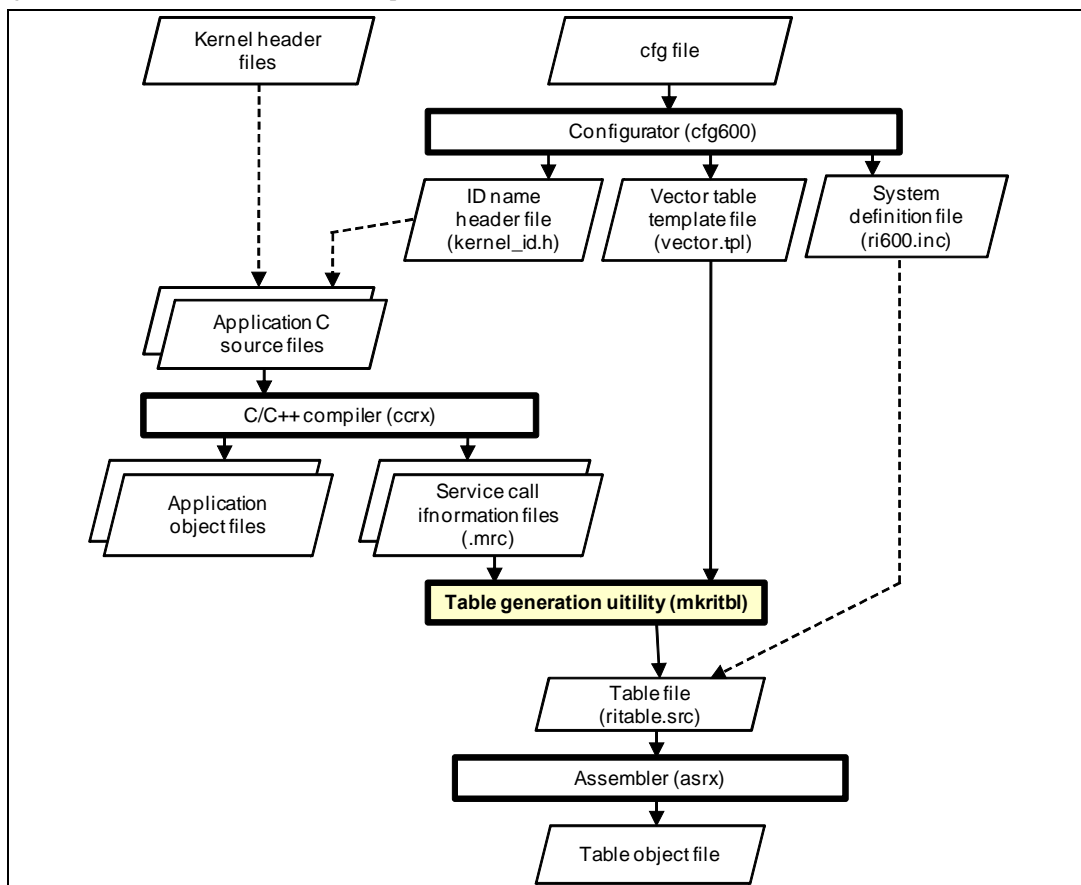 Kernel header
files
cfg file
Configurator (cfg600)
ID name
header file
(kernel_id.h)
Vector table
template file
(vector.tpl)
System
definition file
(ri600.inc)
Application C
source files
C/C++ compiler (ccrx)
Application
object files
Service call
ifnormation files
(.mrc)
Table generation uitility (mkritbl)
Table file
(ritable.src)
Assembler (asrx)
Table object file